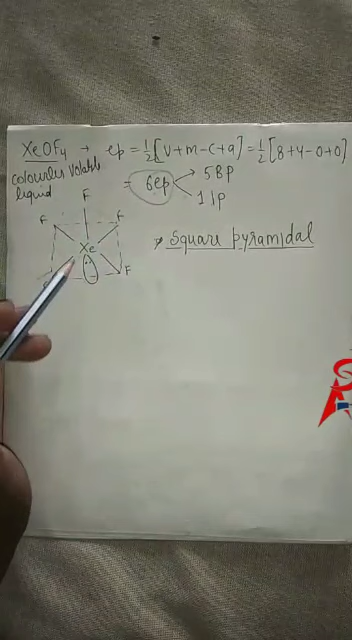 XeOF4 → ep = 1/2[V+m-c+a] = 1/2[8+4-0+0]
colourless volatile liquid
= 6ep → 5BP
→ 1lP
F
F F
Xe
F
* Square pyramidal